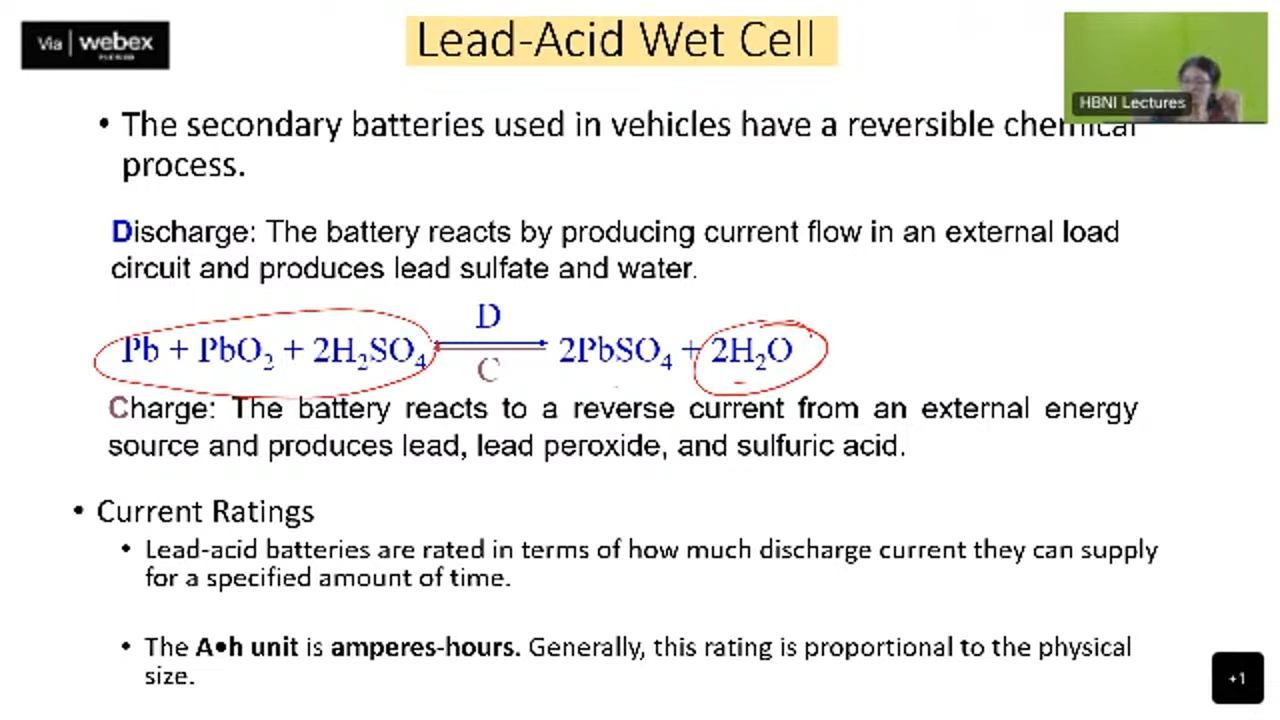 Via | webex
Lead-Acid Wet Cell
HBNI Lectures
• The secondary batteries used in vehicles have a reversible chemical
process.
Discharge: The battery reacts by producing current flow in an external load
circuit and produces lead sulfate and water.
D
Pb + PbO₂ + 2H₂SO₄ 2PbSO₄ + 2H₂O
C
Charge: The battery reacts to a reverse current from an external energy
source and produces lead, lead peroxide, and sulfuric acid.
• Current Ratings
• Lead-acid batteries are rated in terms of how much discharge current they can supply
for a specified amount of time.
• The A•h unit is amperes-hours. Generally, this rating is proportional to the physical
size.
+1